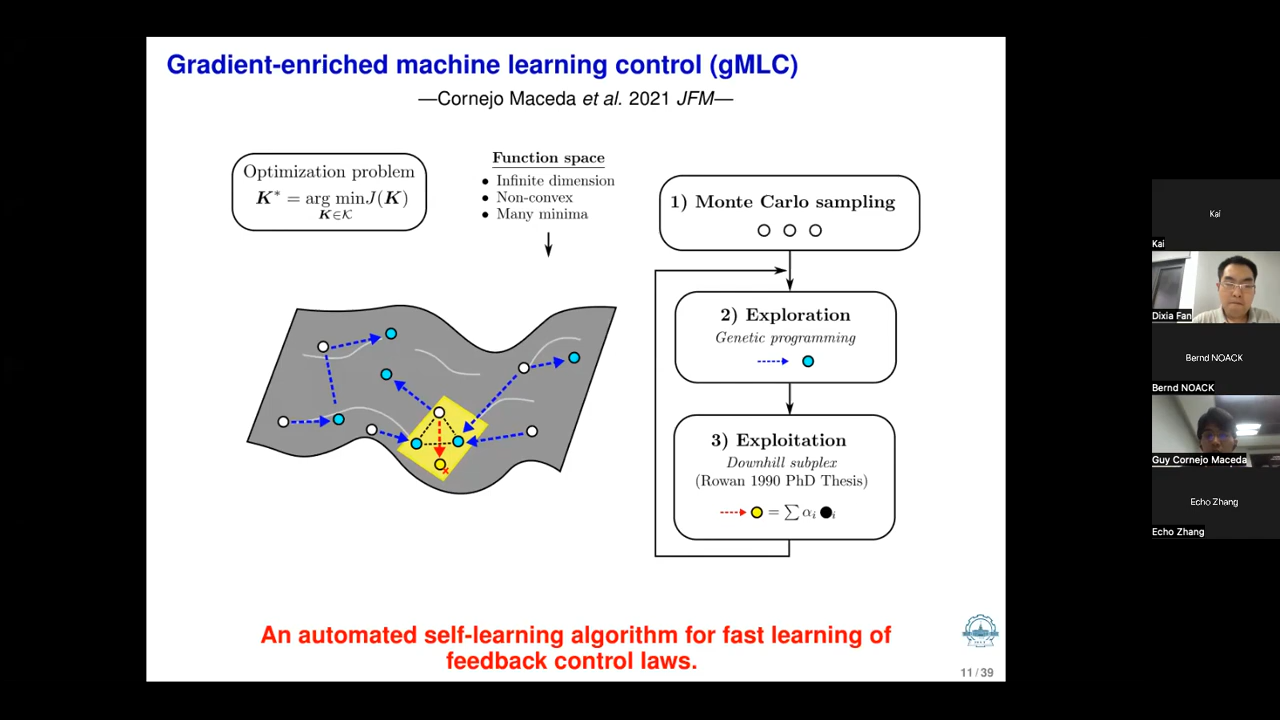 Gradient-enriched machine learning control (gMLC)
—Cornejo Maceda et al. 2021 JFM—
Optimization problem
K* = arg min J(K)
K∈𝒦
Function space
• Infinite dimension
• Non-convex
• Many minima
1) Monte Carlo sampling
2) Exploration
Genetic programming
3) Exploitation
Downhill subplex
(Rowan 1990 PhD Thesis)
= ∑ αᵢ ●ᵢ
An automated self-learning algorithm for fast learning of
feedback control laws.
11 / 39
Kai
Kai
Dixia Fan
Bernd NOACK
Bernd NOACK
Guy Cornejo Maceda
Echo Zhang
Echo Zhang